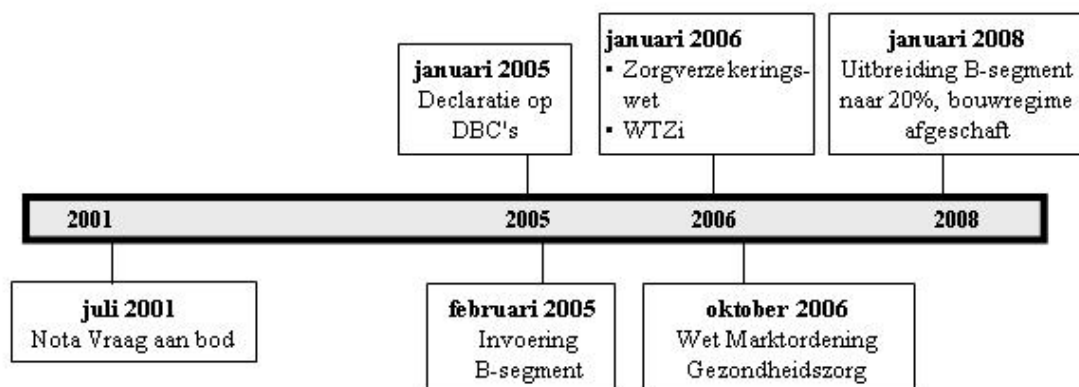 januari 2005
Declaratie op
DBC's
januari 2006
▪ Zorgverzekerings-
wet
▪ WTZi
januari 2008
Uitbreiding B-segment
naar 20%, bouwregime
afgeschaft
2001
2005
2006
2008
juli 2001
Nota Vraag aan bod
februari 2005
Invoering
B-segment
oktober 2006
Wet Marktordening
Gezondheidszorg